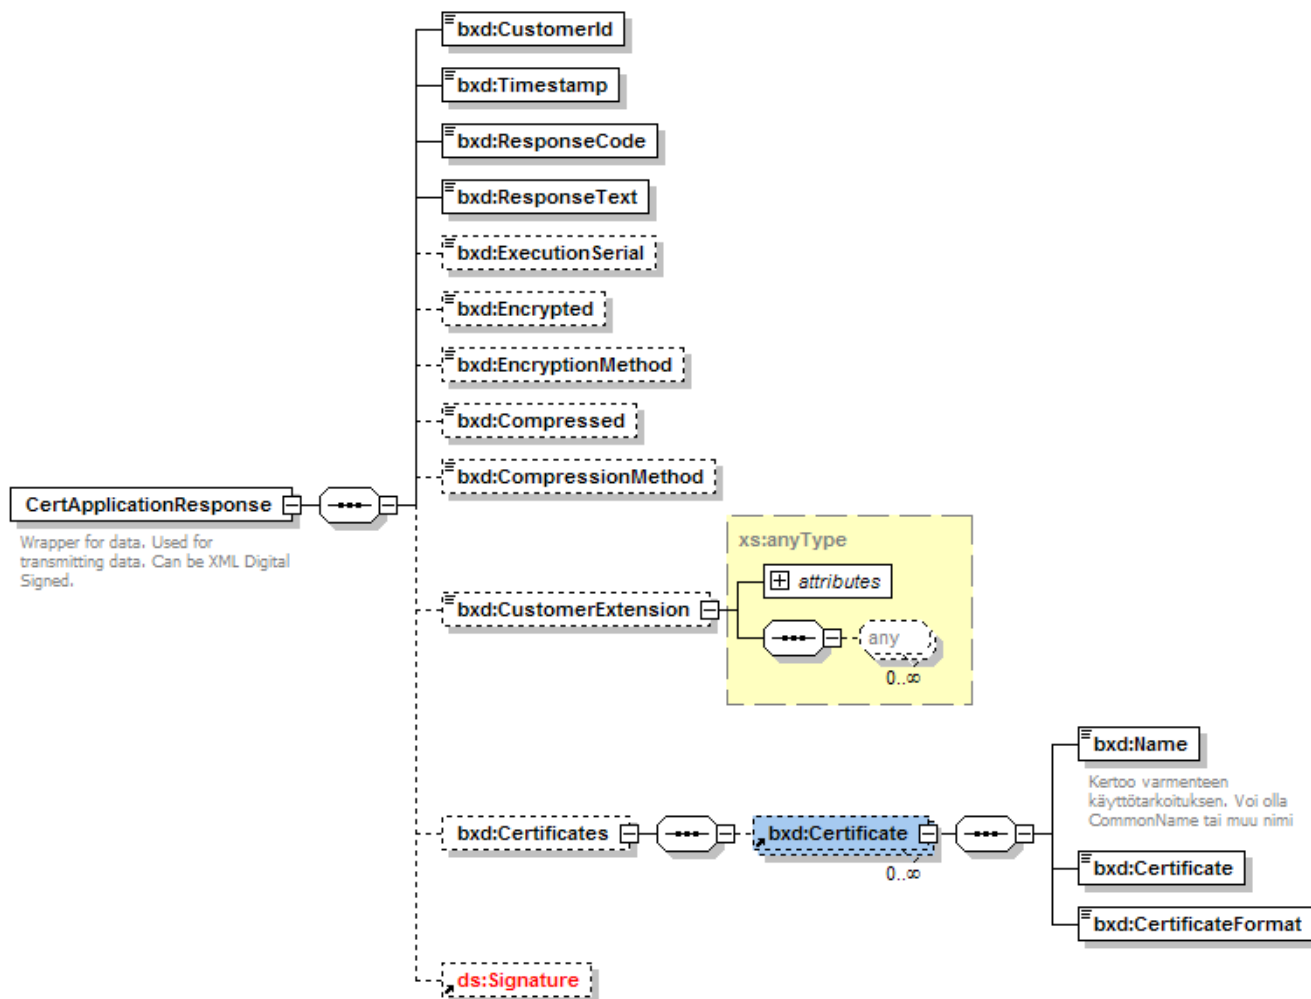 bxd:CustomerId
bxd:Timestamp
bxd:ResponseCode
bxd:ResponseText
bxd:ExecutionSerial
bxd:Encrypted
bxd:EncryptionMethod
bxd:Compressed
bxd:CompressionMethod
CertApplicationResponse
Wrapper for data. Used for
transmitting data. Can be XML Digital
Signed.
xs:anyType
attributes
bxd:CustomerExtension
any
0..∞
bxd:Name
Kertoo varmenteen
käyttötarkoituksen. Voi olla
CommonName tai muu nimi
bxd:Certificates
bxd:Certificate
0..∞
bxd:Certificate
bxd:CertificateFormat
ds:Signature